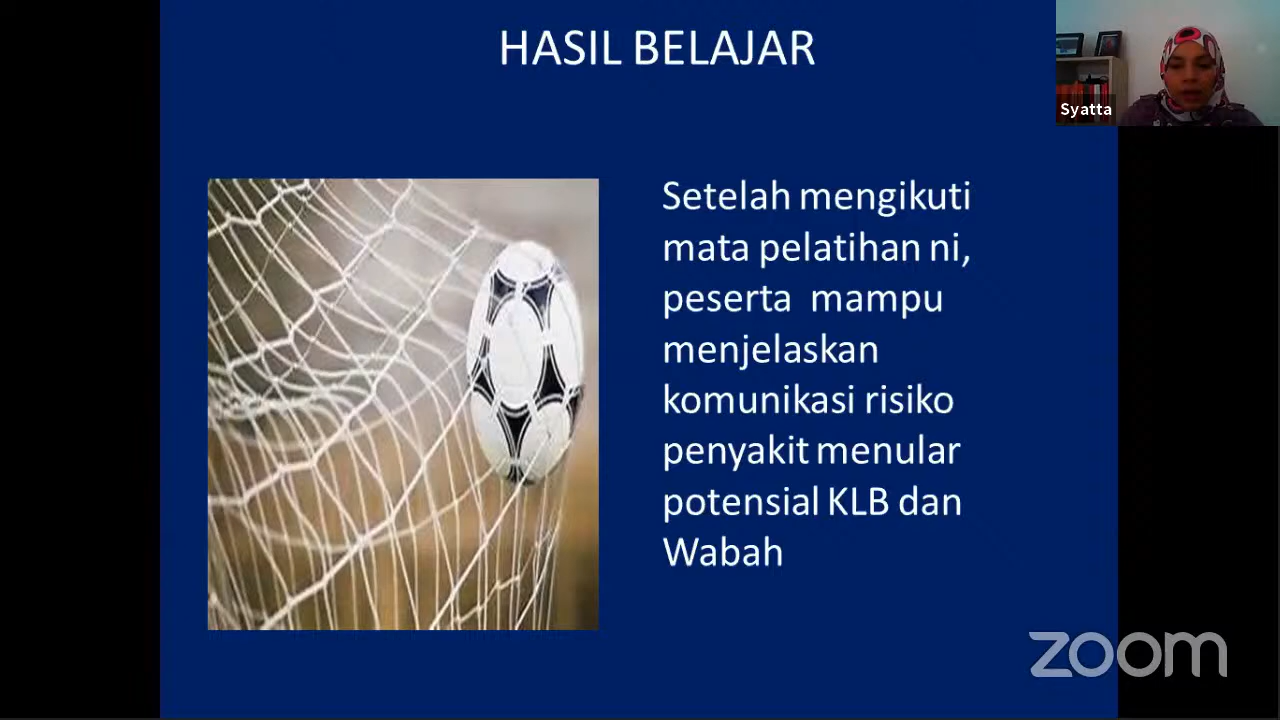 HASIL BELAJAR
Syatta
Setelah mengikuti
mata pelatihan ni,
peserta mampu
menjelaskan
komunikasi risiko
penyakit menular
potensial KLB dan
Wabah
zoom